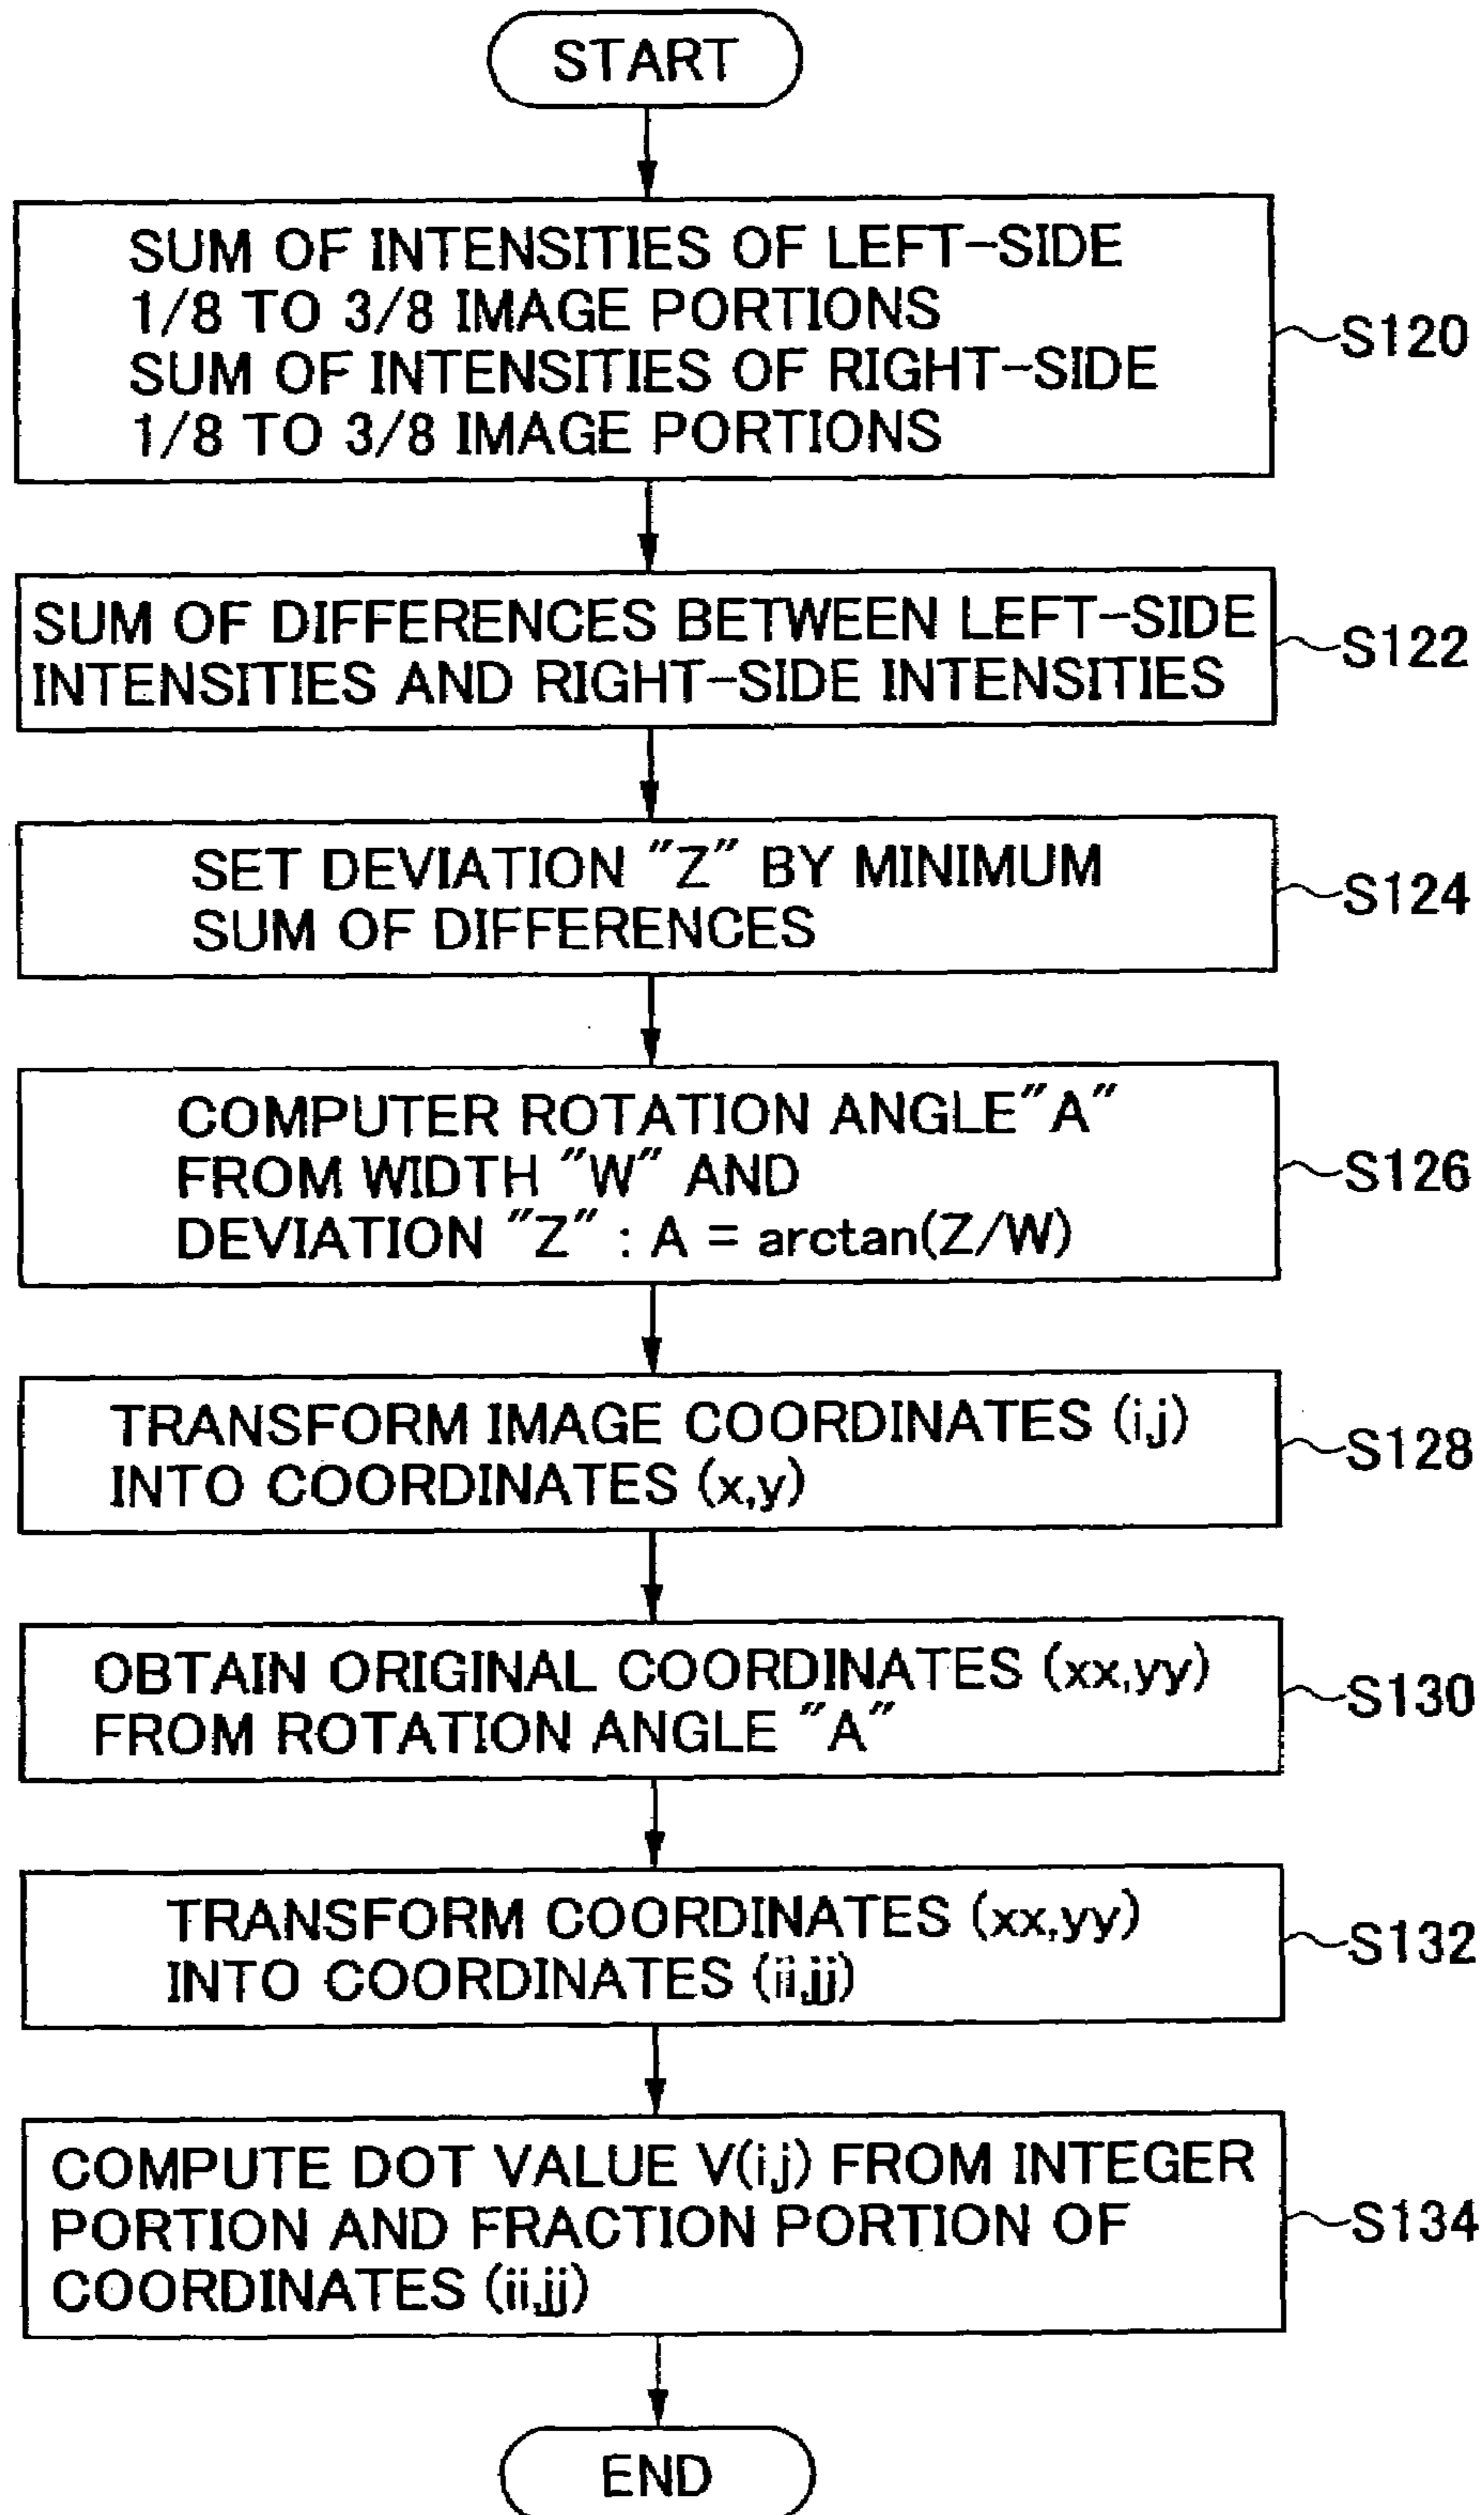 START
SUM OF INTENSITIES OF LEFT-SIDE
1/8 TO 3/8 IMAGE PORTIONS
SUM OF INTENSITIES OF RIGHT-SIDE
1/8 TO 3/8 IMAGE PORTIONS
S120
SUM OF DIFFERENCES BETWEEN LEFT-SIDE
INTENSITIES AND RIGHT-SIDE INTENSITIES
S122
SET DEVIATION "Z" BY MINIMUM
SUM OF DIFFERENCES
S124
COMPUTER ROTATION ANGLE"A"
FROM WIDTH "W" AND
DEVIATION "Z" : A = arctan(Z/W)
S126
TRANSFORM IMAGE COORDINATES (i,j)
INTO COORDINATES (x,y)
S128
OBTAIN ORIGINAL COORDINATES (xx,yy)
FROM ROTATION ANGLE "A"
S130
TRANSFORM COORDINATES (xx,yy)
INTO COORDINATES (ii,jj)
S132
COMPUTE DOT VALUE V(i,j) FROM INTEGER
PORTION AND FRACTION PORTION OF
COORDINATES (ii,jj)
S134
END